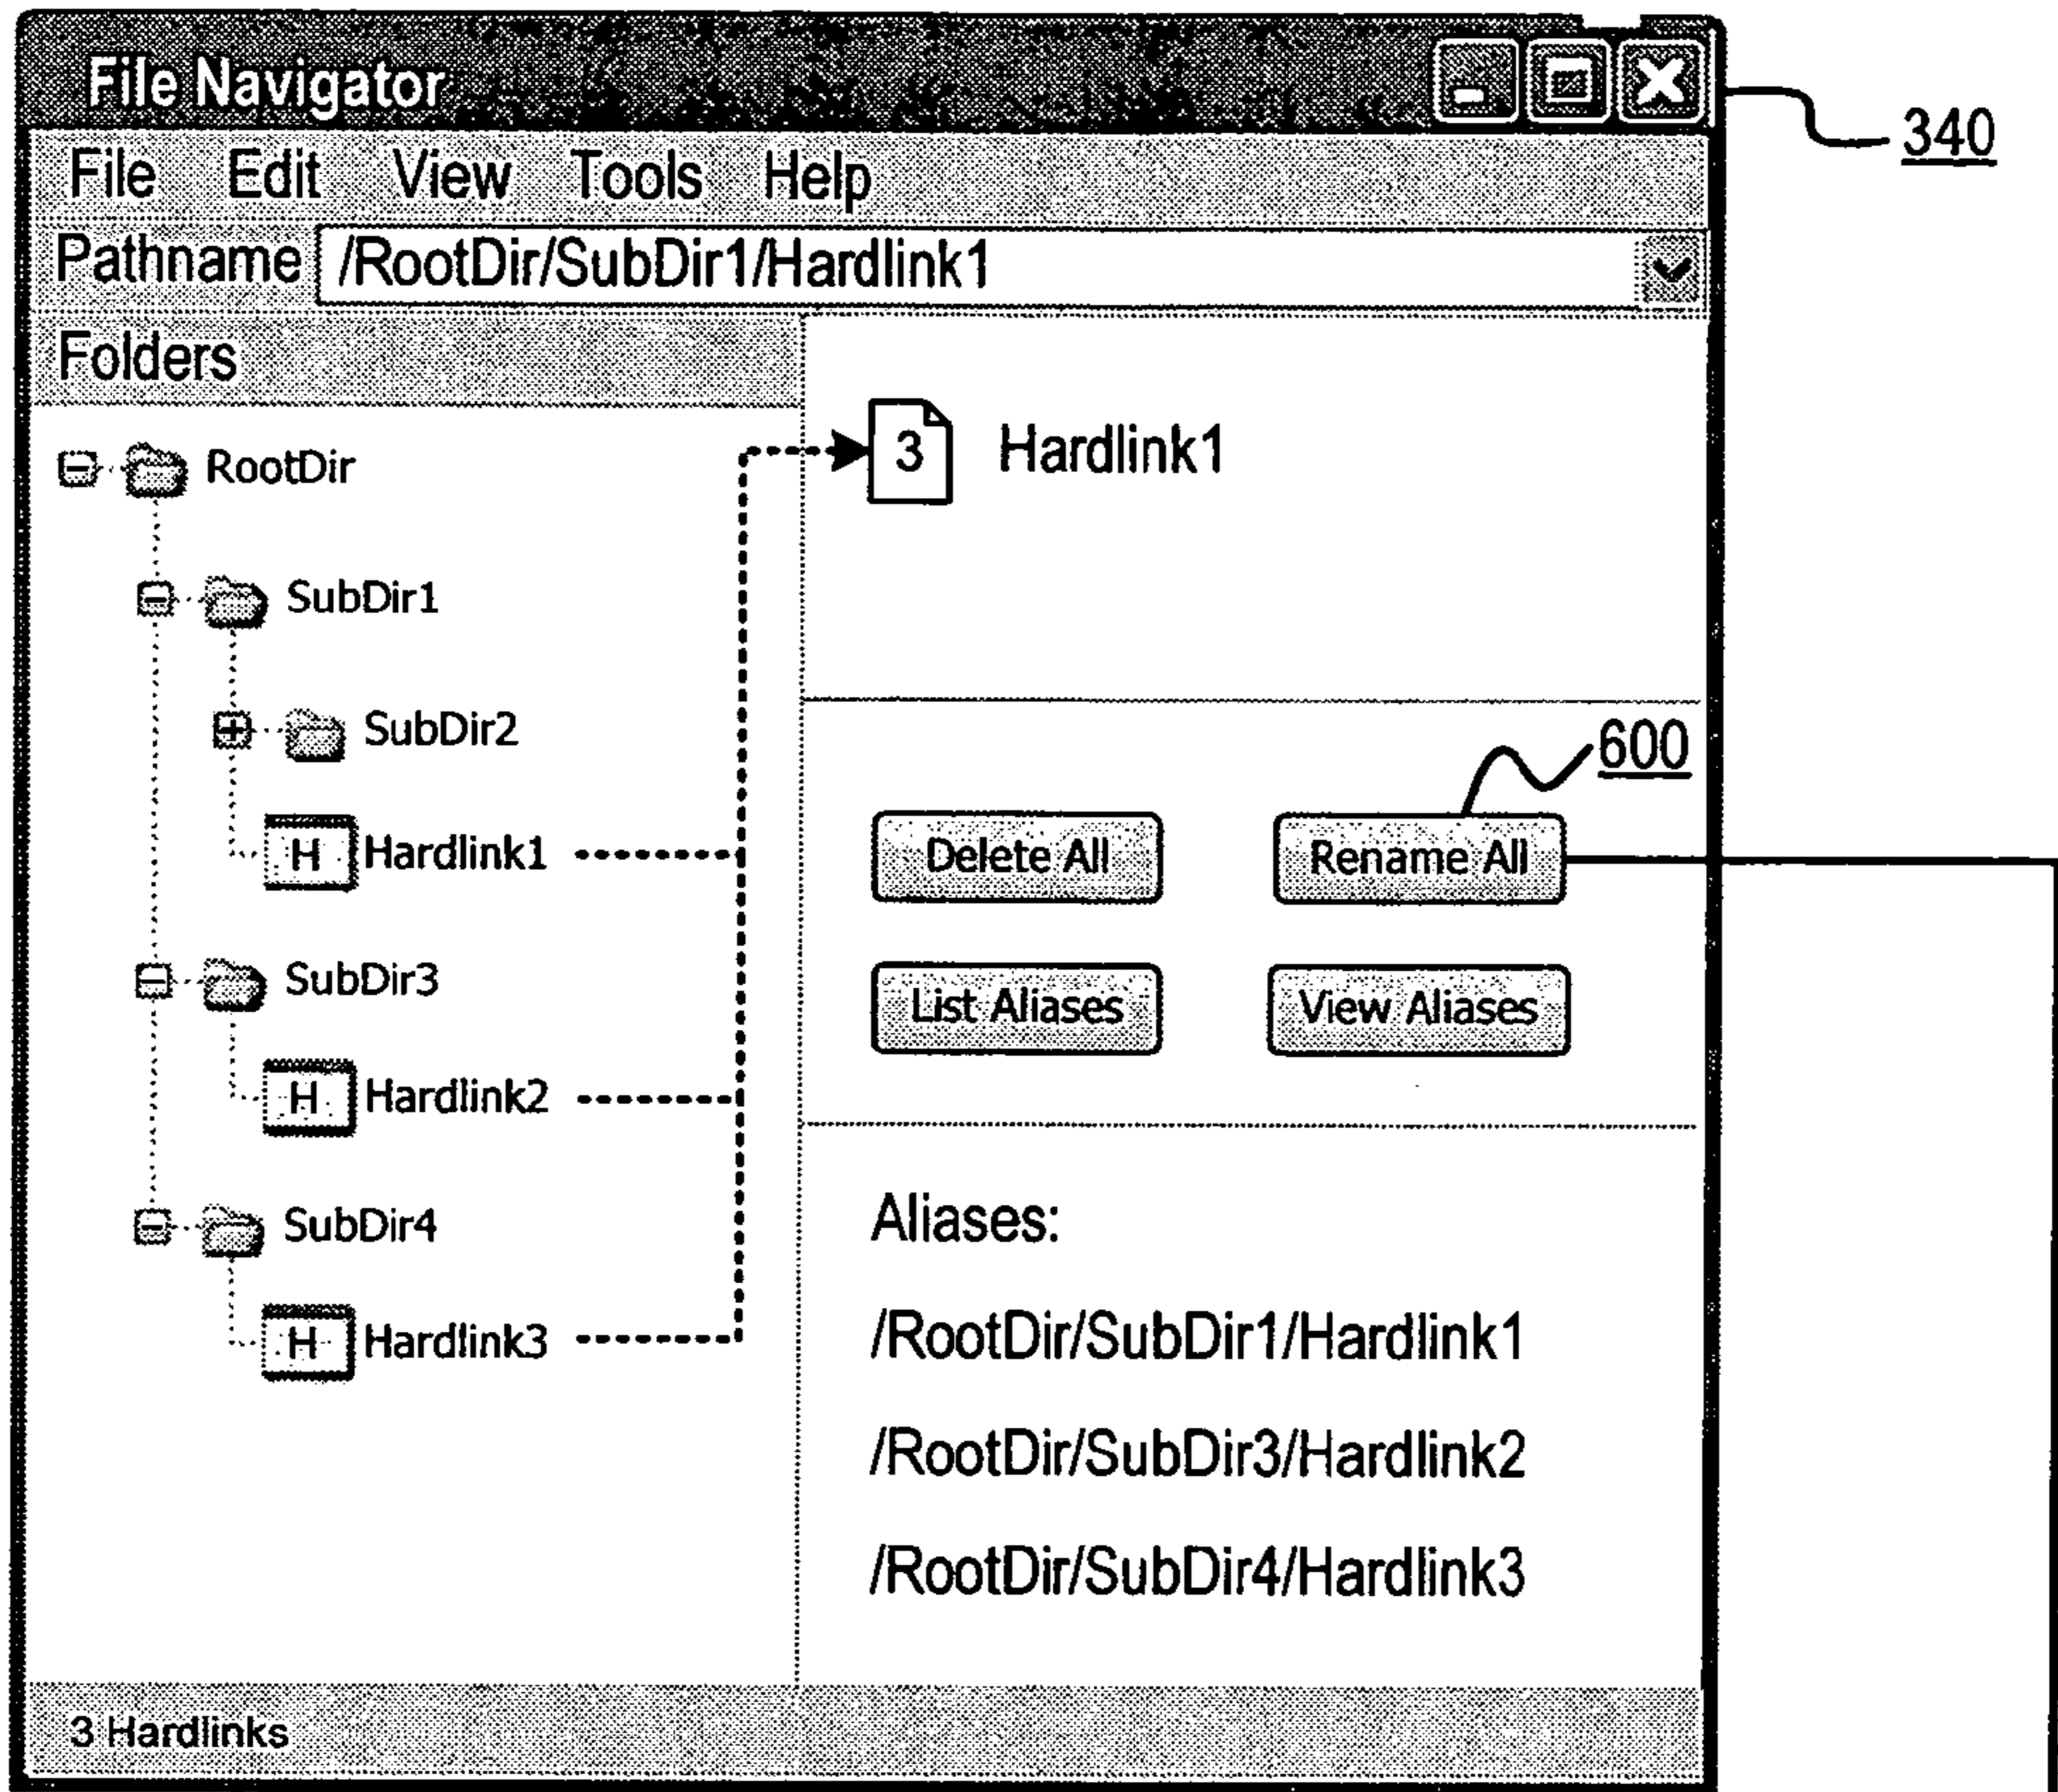 File Navigator
340
File Edit View Tools Help
Pathname /RootDir/SubDir1/Hardlink1
Folders
RootDir
SubDir1
SubDir2
H Hardlink1
SubDir3
H Hardlink2
SubDir4
H Hardlink3
3 Hardlink1
600
Delete All Rename All
List Aliases View Aliases
Aliases:
/RootDir/SubDir1/Hardlink1
/RootDir/SubDir3/Hardlink2
/RootDir/SubDir4/Hardlink3
3 Hardlinks